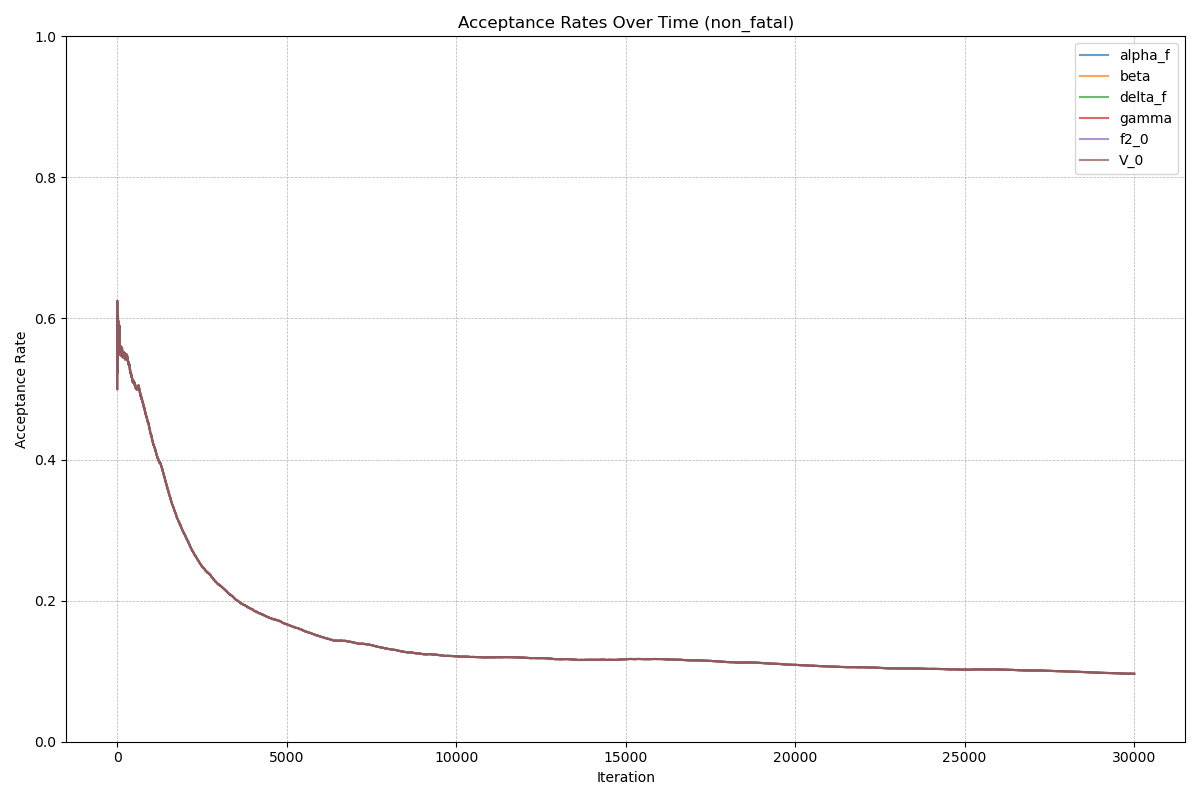 Acceptance Rates Over Time (non_fatal)
1.0
0.8
0.6
0.4
0.2
0.0
Acceptance Rate
alpha_f
beta
delta_f
gamma
f2_0
V_0
0 5000 10000 15000 20000 25000 30000
Iteration